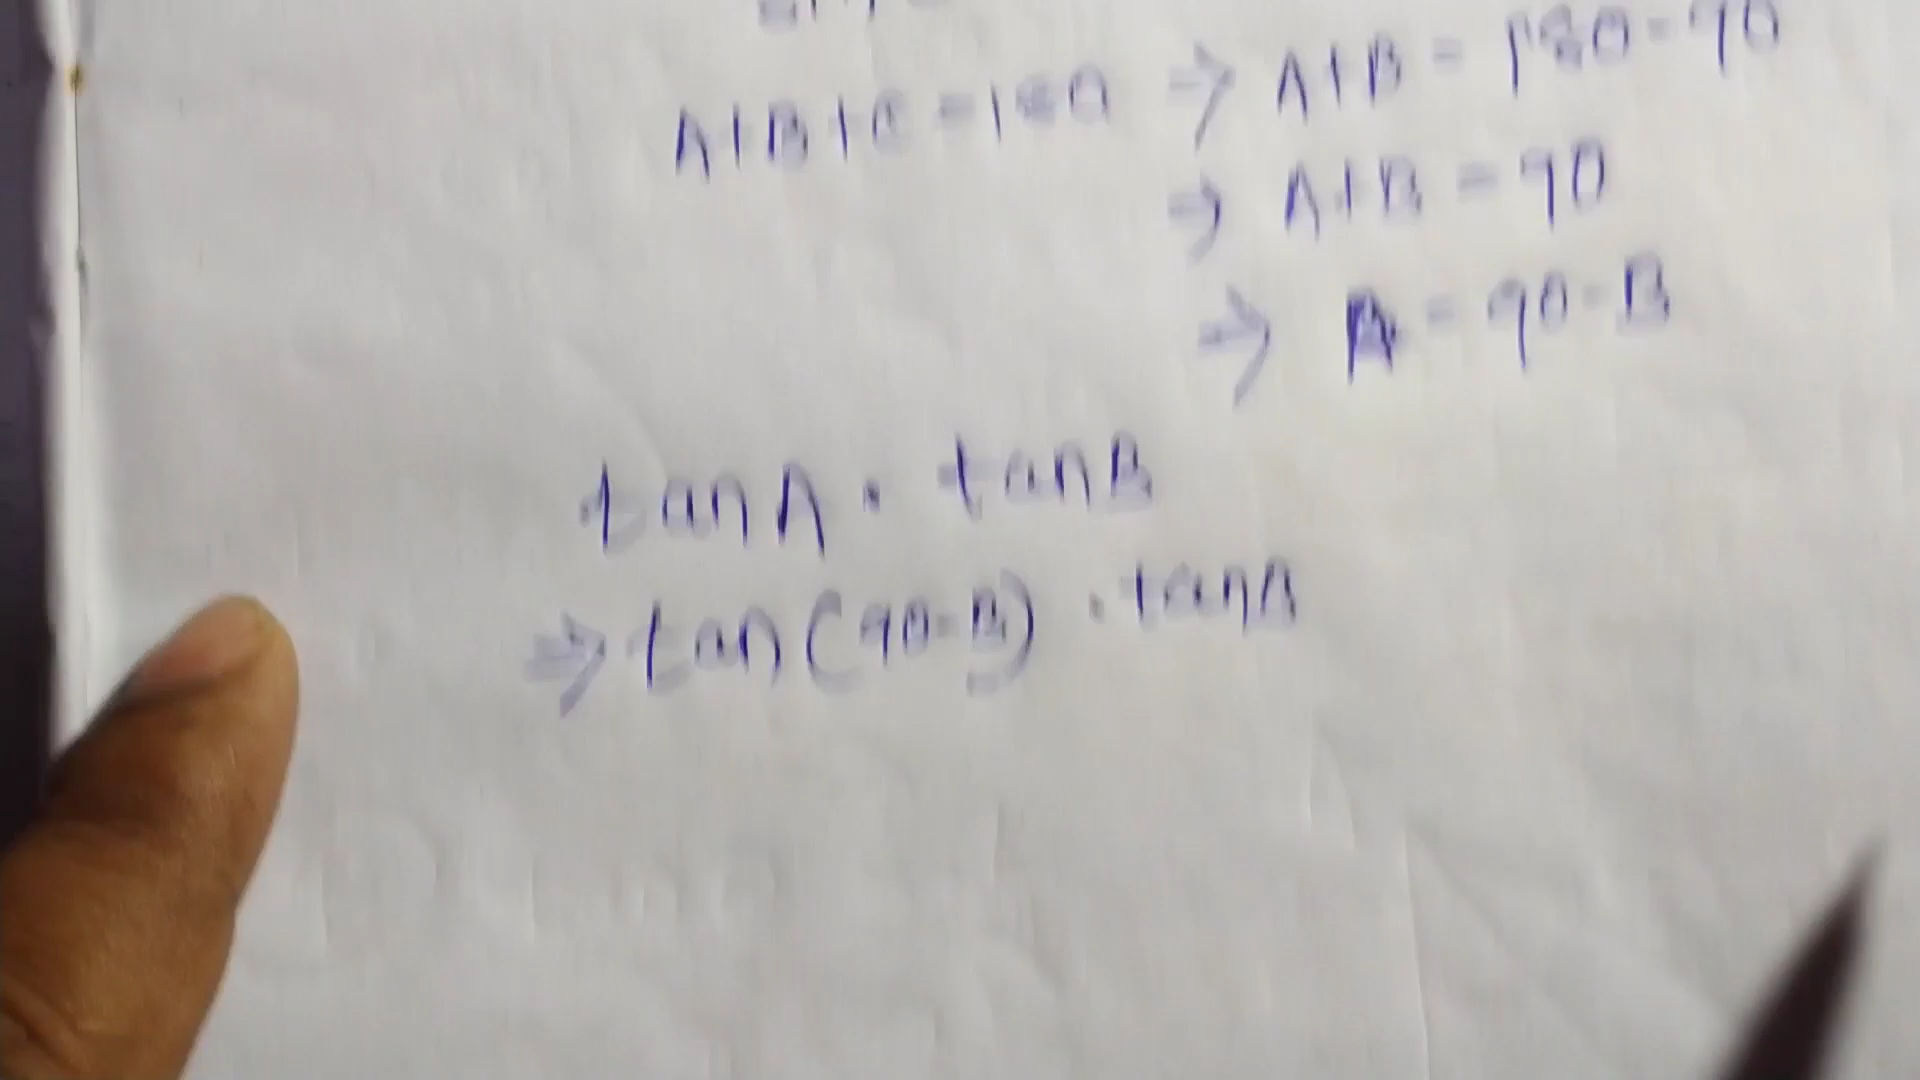 A+B+C=180 ⇒ A+B = 180-90
⇒ A+B = 90
⇒ A = 90-B
tanA . tanB
⇒ tan(90-B) . tanB